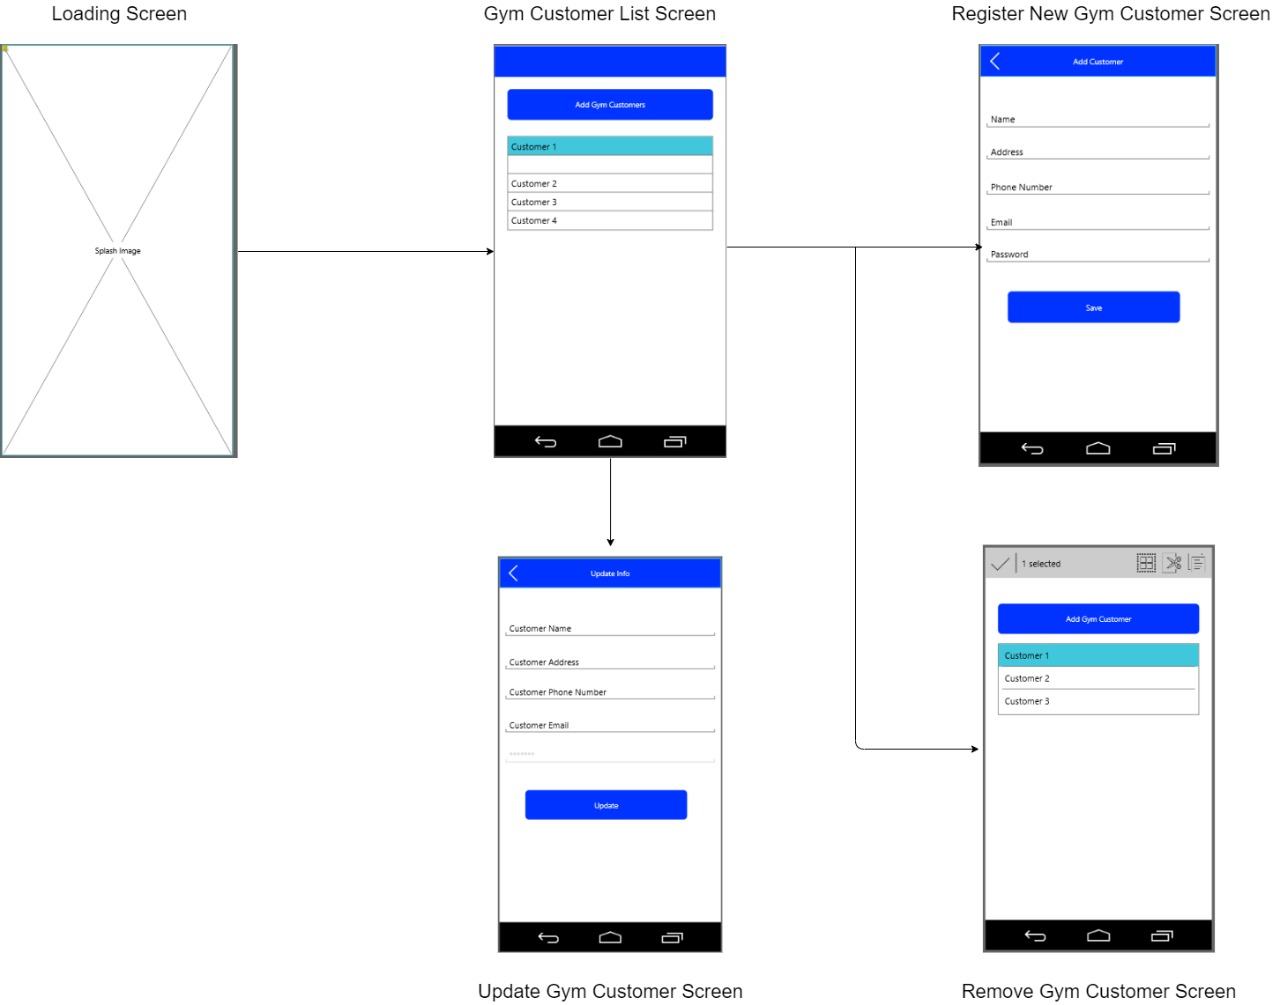 Loading Screen
Splash Image
Gym Customer List Screen
Add Gym Customers
Customer 1
Customer 2
Customer 3
Customer 4
Register New Gym Customer Screen
Add Customer
Name
Address
Phone Number
Email
Password
Save
Update Info
Customer Name
Customer Address
Customer Phone Number
Customer Email
*******
Update
Update Gym Customer Screen
1 selected
Add Gym Customer
Customer 1
Customer 2
Customer 3
Remove Gym Customer Screen